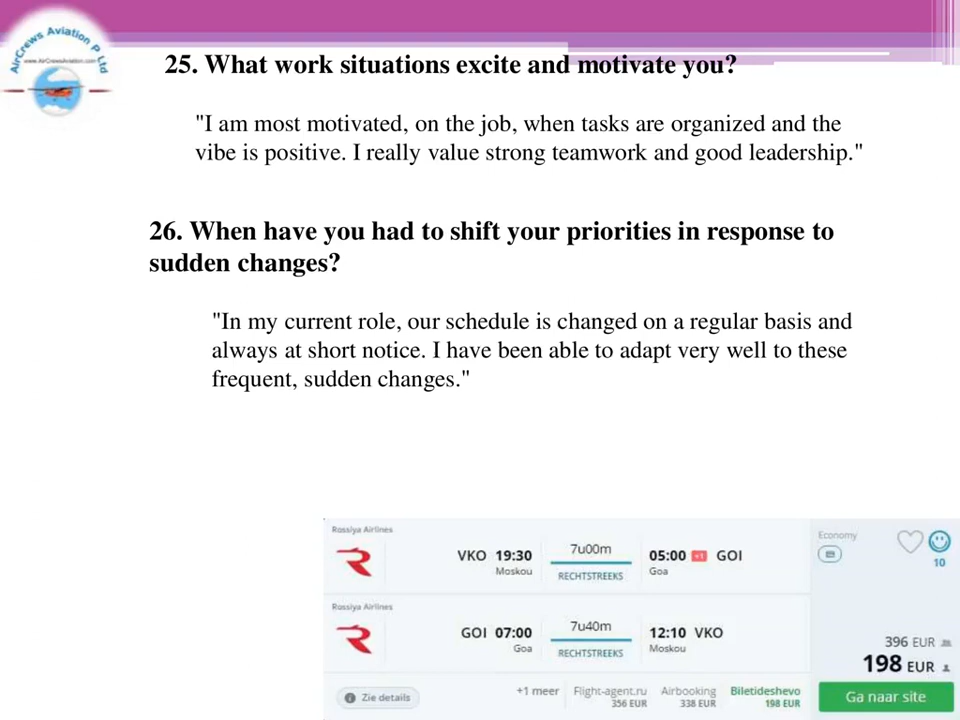 AirCrews Aviation P Ltd
www.AirCrewsAviation.com
25. What work situations excite and motivate you?
"I am most motivated, on the job, when tasks are organized and the
vibe is positive. I really value strong teamwork and good leadership."
26. When have you had to shift your priorities in response to
sudden changes?
"In my current role, our schedule is changed on a regular basis and
always at short notice. I have been able to adapt very well to these
frequent, sudden changes."
Rossiya Airlines
VKO 19:30 7u00m 05:00 +1 GOI
Moskou RECHTSTREEKS Goa
Economy
10
Rossiya Airlines
GOI 07:00 7u40m 12:10 VKO
Goa RECHTSTREEKS Moskou
396 EUR
198 EUR
Zie details
+1 meer Flight-agent.ru Airbooking Biletideshevo
356 EUR 338 EUR 198 EUR
Ga naar site